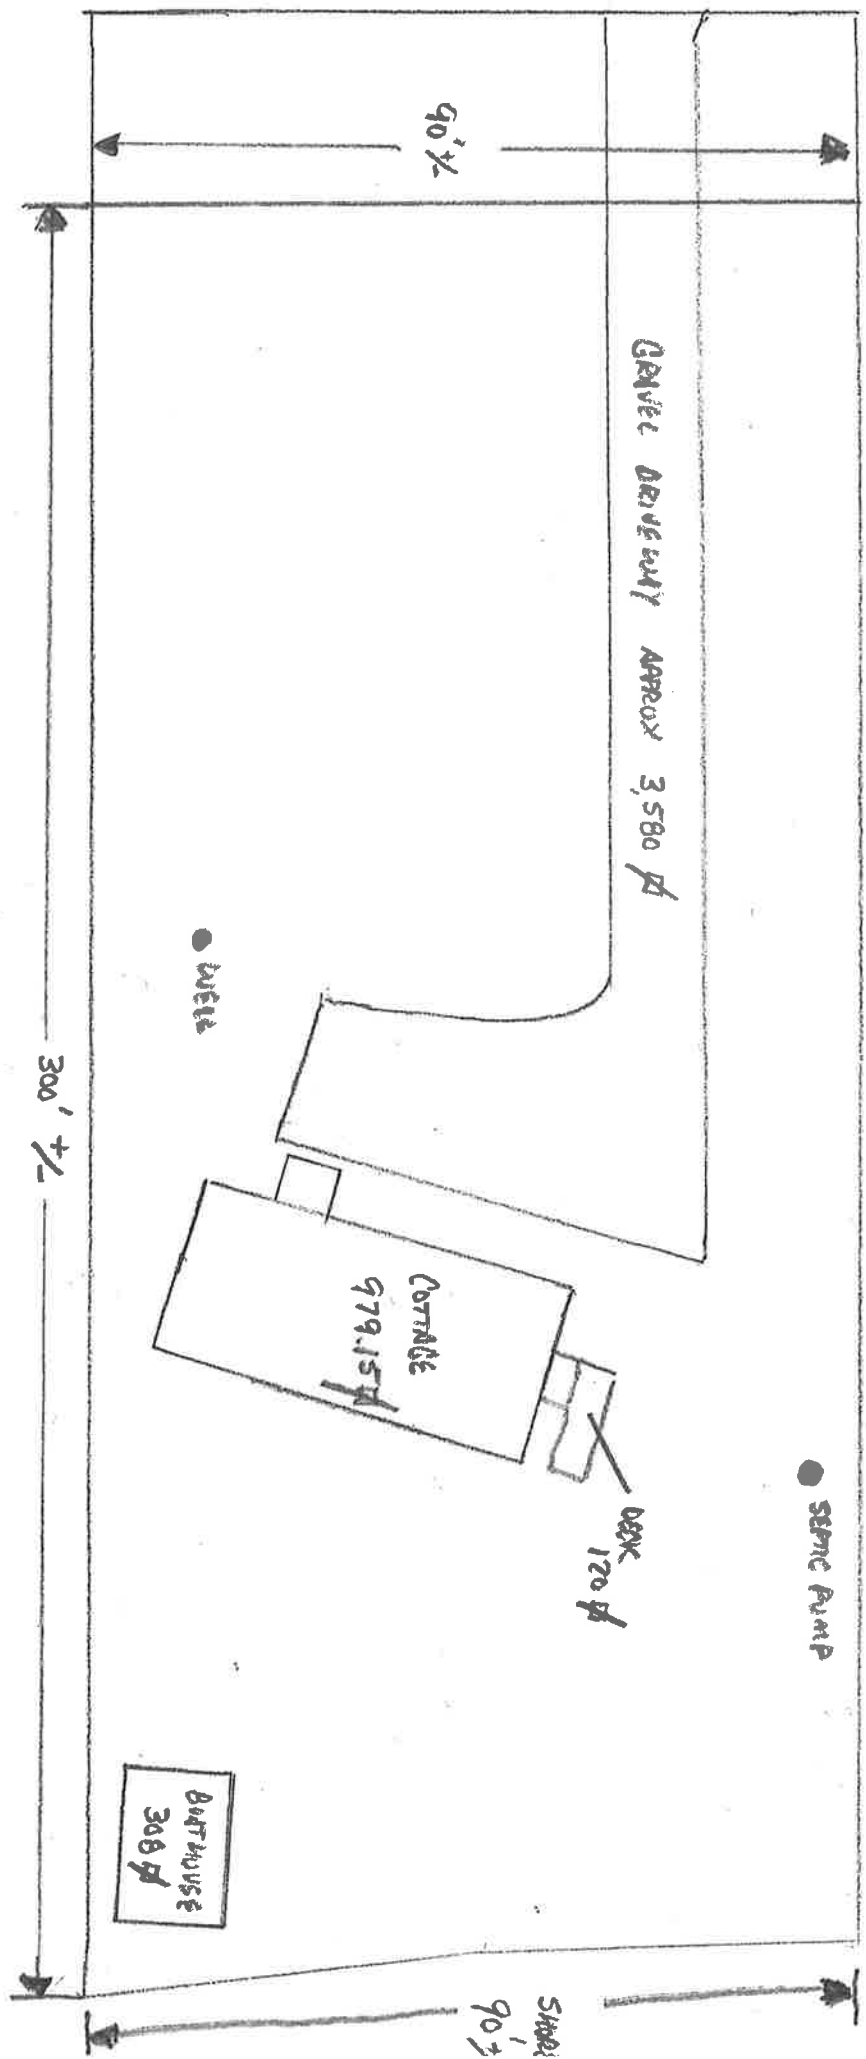 90' +/-
GRAVEL DRIVEWAY APPROX 3,580 ⌀
WELL
300' +/-
COTTAGE
979.15 ⌀
DECK
120 ⌀
SEPTIC PUMP
BOATHOUSE
308 ⌀
90'